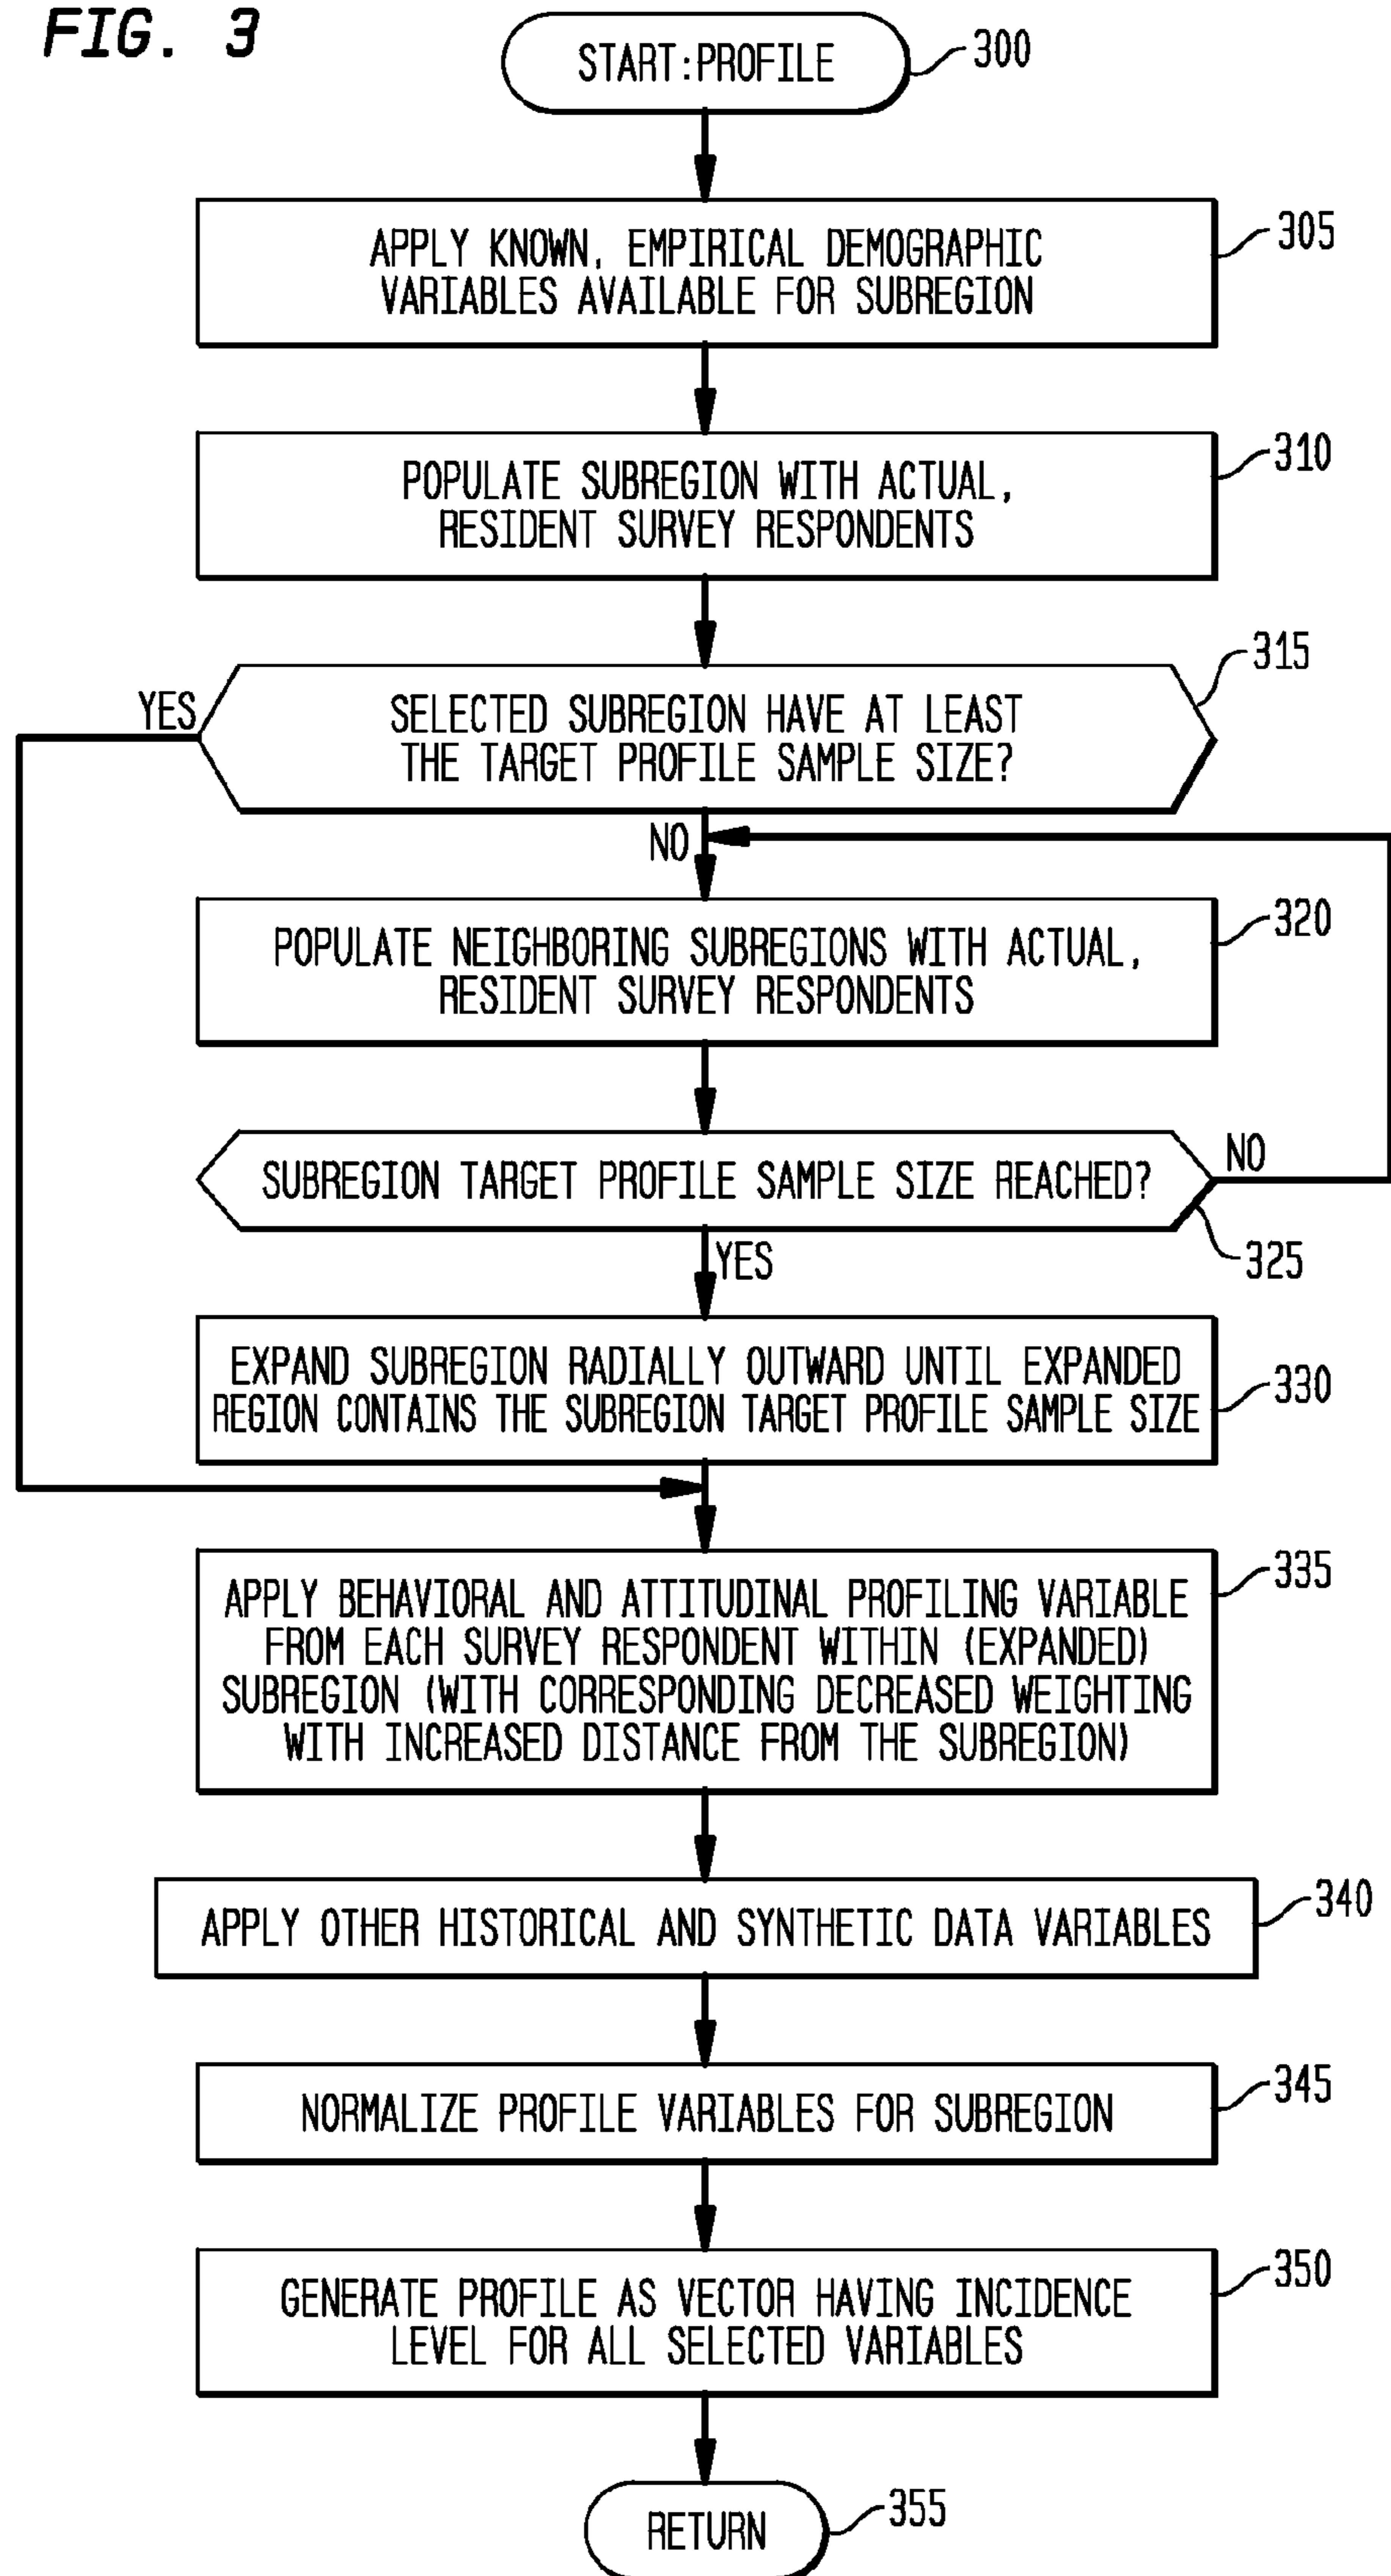 FIG. 3
START:PROFILE
300
APPLY KNOWN, EMPIRICAL DEMOGRAPHIC
VARIABLES AVAILABLE FOR SUBREGION
305
POPULATE SUBREGION WITH ACTUAL,
RESIDENT SURVEY RESPONDENTS
310
315
YES
SELECTED SUBREGION HAVE AT LEAST
THE TARGET PROFILE SAMPLE SIZE?
NO
POPULATE NEIGHBORING SUBREGIONS WITH ACTUAL,
RESIDENT SURVEY RESPONDENTS
320
SUBREGION TARGET PROFILE SAMPLE SIZE REACHED?
NO
325
YES
EXPAND SUBREGION RADIALLY OUTWARD UNTIL EXPANDED
REGION CONTAINS THE SUBREGION TARGET PROFILE SAMPLE SIZE
330
APPLY BEHAVIORAL AND ATTITUDINAL PROFILING VARIABLE
FROM EACH SURVEY RESPONDENT WITHIN (EXPANDED)
SUBREGION (WITH CORRESPONDING DECREASED WEIGHTING
WITH INCREASED DISTANCE FROM THE SUBREGION)
335
APPLY OTHER HISTORICAL AND SYNTHETIC DATA VARIABLES
340
NORMALIZE PROFILE VARIABLES FOR SUBREGION
345
GENERATE PROFILE AS VECTOR HAVING INCIDENCE
LEVEL FOR ALL SELECTED VARIABLES
350
RETURN
355